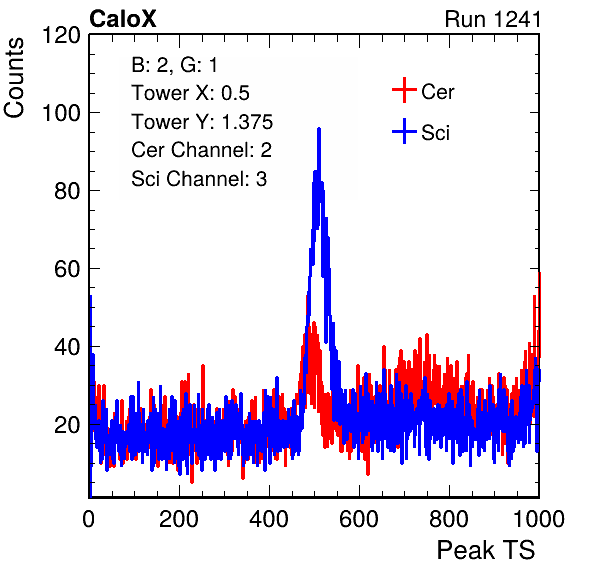 CaloX Run 1241
Counts
120
100
80
60
40
20
B: 2, G: 1
Tower X: 0.5
Tower Y: 1.375
Cer Channel: 2
Sci Channel: 3
Cer
Sci
0 200 400 600 800 1000
Peak TS